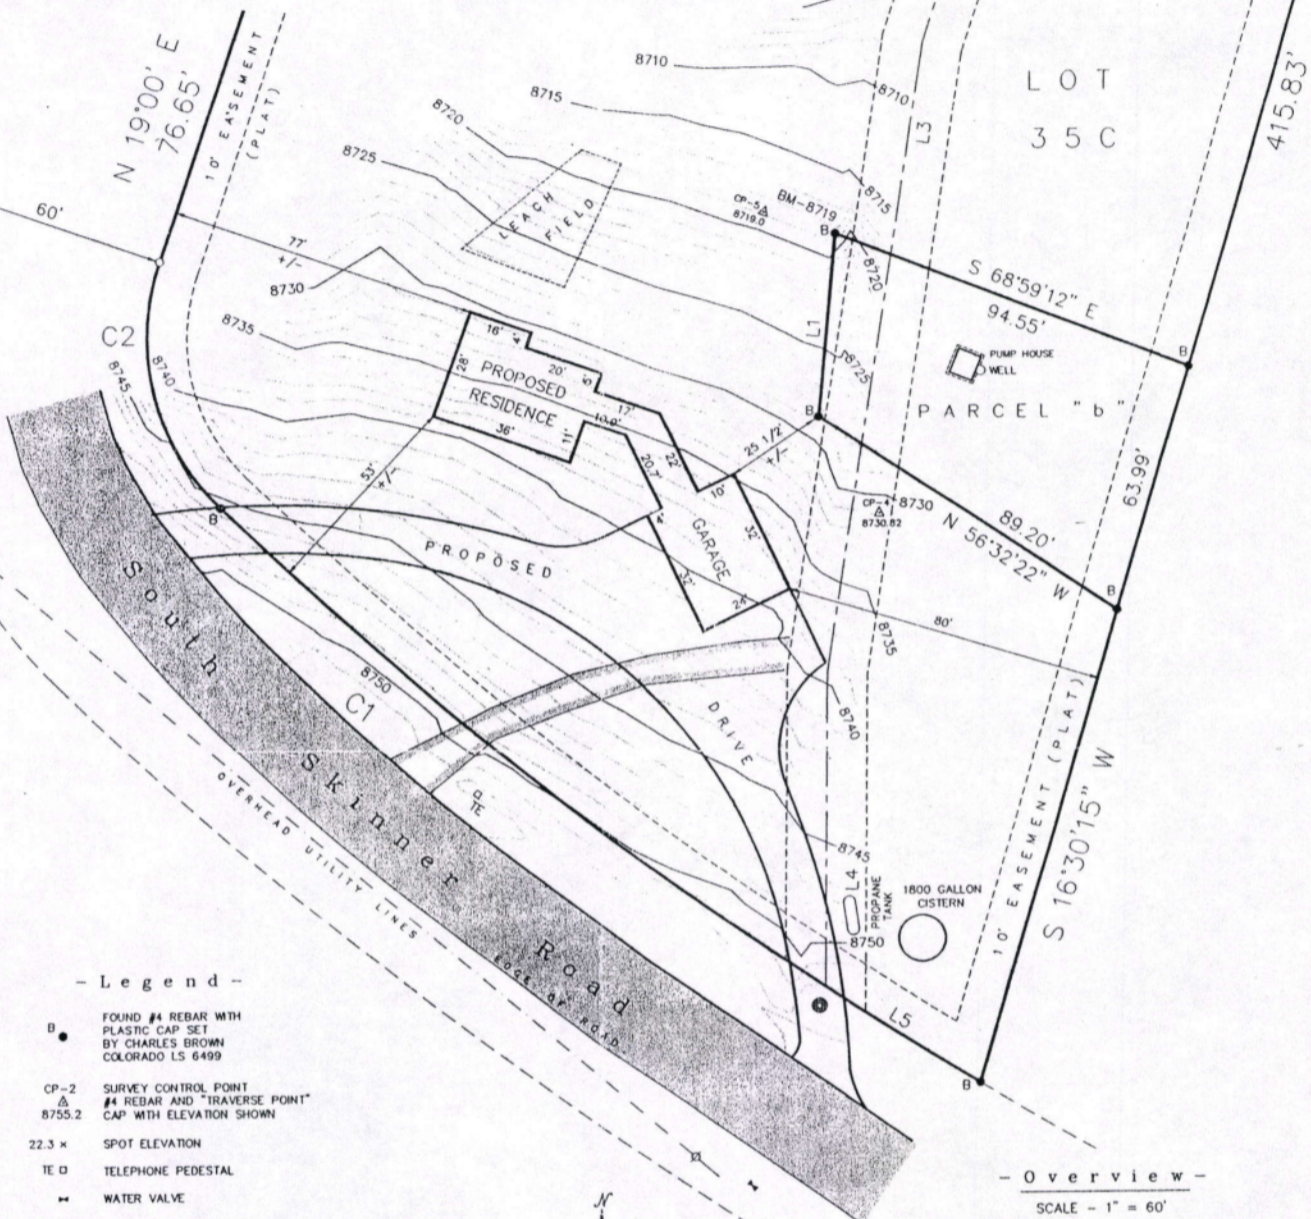 N 19°00' E
76.65'
10' EASEMENT
(PLAT)
60'
77'
+/-
C2
8745
8740
8735
8730
8725
8720
8715
8710
8710
8715
BM-8719
CP-5
8719.0
8720
8725
L3
LOT
35C
415.83'
LEACH
FIELD
B
S 68°59'12" E
94.55'
B
L1
PUMP HOUSE
WELL
PARCEL "b"
63.99'
B
16'
4'
20'
5'
17'
28'
PROPOSED
RESIDENCE
36'
11'
20.7'
22'
10'
25 1/2'
+/-
53'
+/-
B
CP-4
8730.82
8730
89.20'
N 56°32'22" W
B
PROPOSED
4'
GARAGE
32'
32'
24'
80'
8735
8740
DRIVE
10' EASEMENT (PLAT)
S 16°30'15" W
8750
C1
South Skinner Road
TE
OVERHEAD UTILITY LINES
EDGE OF ROAD
8745
L4
PROPANE
TANK
1800 GALLON
CISTERN
8750
L5
B
- Legend -
B
FOUND #4 REBAR WITH
PLASTIC CAP SET
BY CHARLES BROWN
COLORADO LS 6499
CP-2
8755.2
SURVEY CONTROL POINT
#4 REBAR AND "TRAVERSE POINT"
CAP WITH ELEVATION SHOWN
22.3 × SPOT ELEVATION
TE TELEPHONE PEDESTAL
WATER VALVE
N
- Overview -
SCALE - 1" = 60'